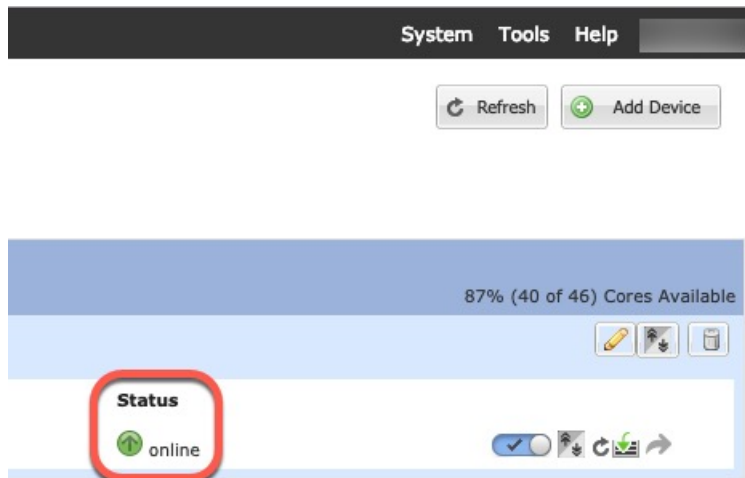 System Tools Help
Refresh Add Device
87% (40 of 46) Cores Available
Status
online